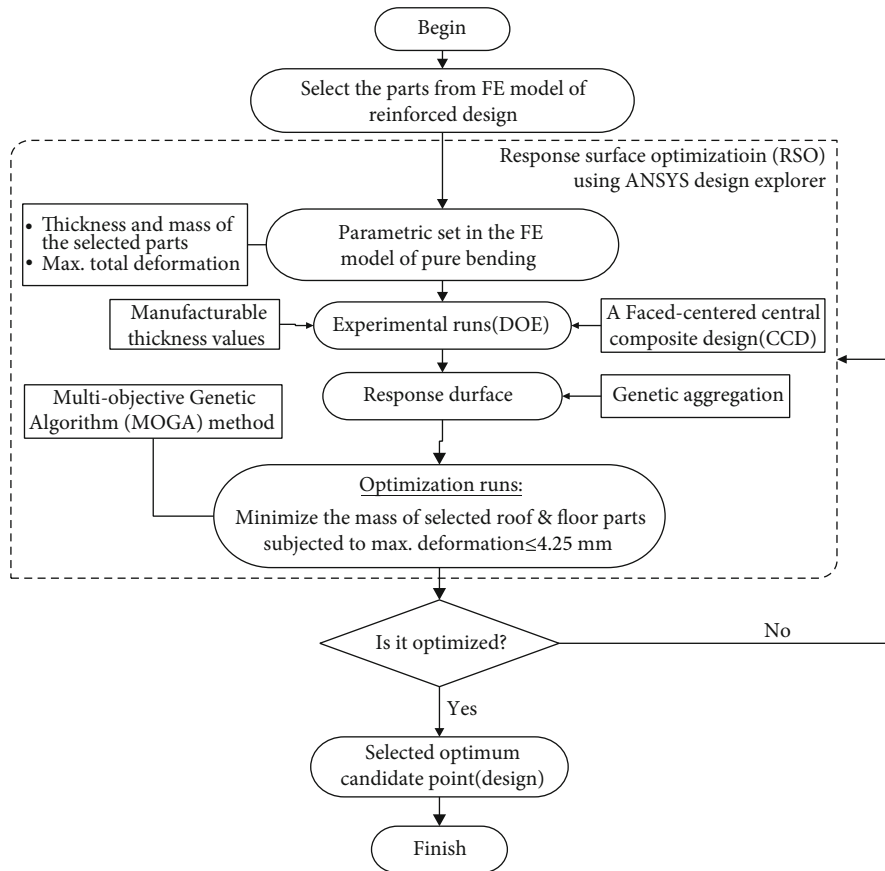 Begin
Select the parts from FE model of
reinforced design
Response surface optimizatioin (RSO)
using ANSYS design explorer
• Thickness and mass of
the selected parts
• Max. total deformation
Parametric set in the FE
model of pure bending
Manufacturable
thickness values
Experimental runs(DOE)
A Faced-centered central
composite design(CCD)
Multi-objective Genetic
Algorithm (MOGA) method
Response durface
Genetic aggregation
Optimization runs:
Minimize the mass of selected roof & floor parts
subjected to max. deformation≤4.25 mm
Is it optimized?
No
Yes
Selected optimum
candidate point(design)
Finish